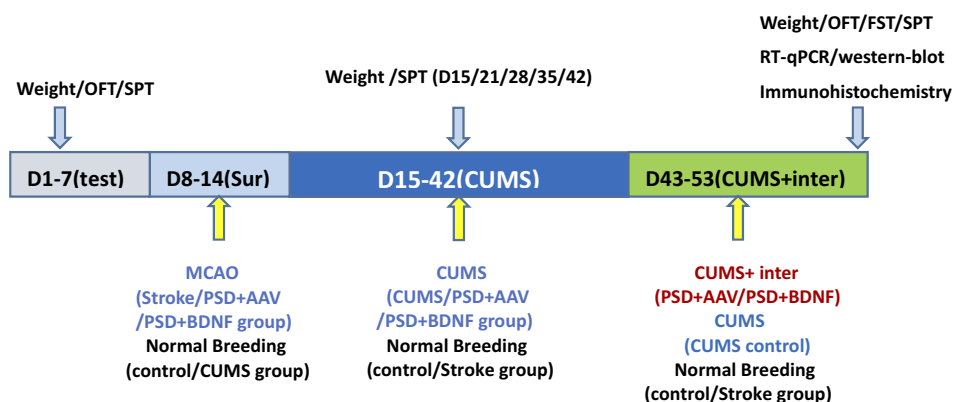 Weight/OFT/FST/SPT
RT-qPCR/western-blot
Immunohistochemistry
Weight/OFT/SPT
Weight /SPT (D15/21/28/35/42)
D1-7(test)
D8-14(Sur)
D15-42(CUMS)
D43-53(CUMS+inter)
MCAO
(Stroke/PSD+AAV
/PSD+BDNF group)
Normal Breeding
(control/CUMS group)
CUMS
(CUMS/PSD+AAV
/PSD+BDNF group)
Normal Breeding
(control/Stroke group)
CUMS+ inter
(PSD+AAV/PSD+BDNF)
CUMS
(CUMS control)
Normal Breeding
(control/Stroke group)